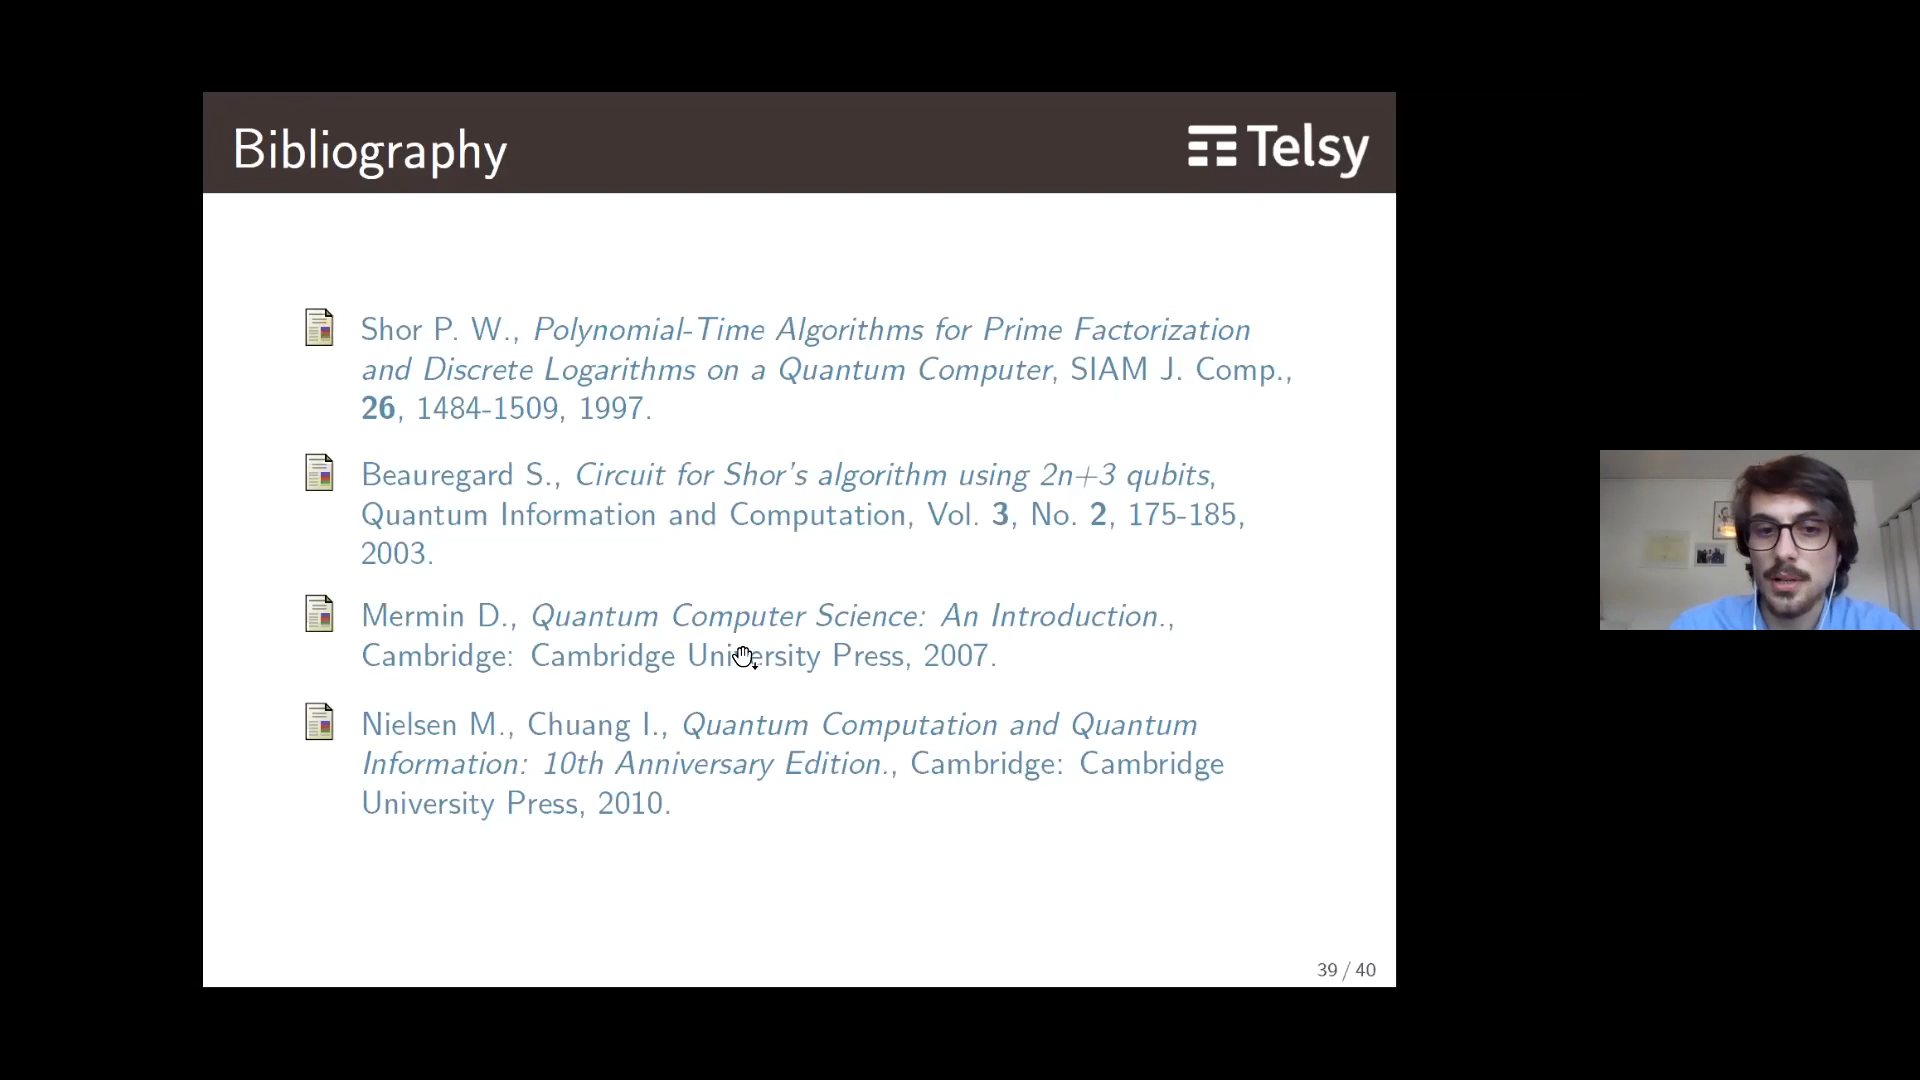 Bibliography
Telsy
Shor P. W., Polynomial-Time Algorithms for Prime Factorization
and Discrete Logarithms on a Quantum Computer, SIAM J. Comp.,
26, 1484-1509, 1997.
Beauregard S., Circuit for Shor's algorithm using 2n+3 qubits,
Quantum Information and Computation, Vol. 3, No. 2, 175-185,
2003.
Mermin D., Quantum Computer Science: An Introduction.,
Cambridge: Cambridge University Press, 2007.
Nielsen M., Chuang I., Quantum Computation and Quantum
Information: 10th Anniversary Edition., Cambridge: Cambridge
University Press, 2010.
39 / 40